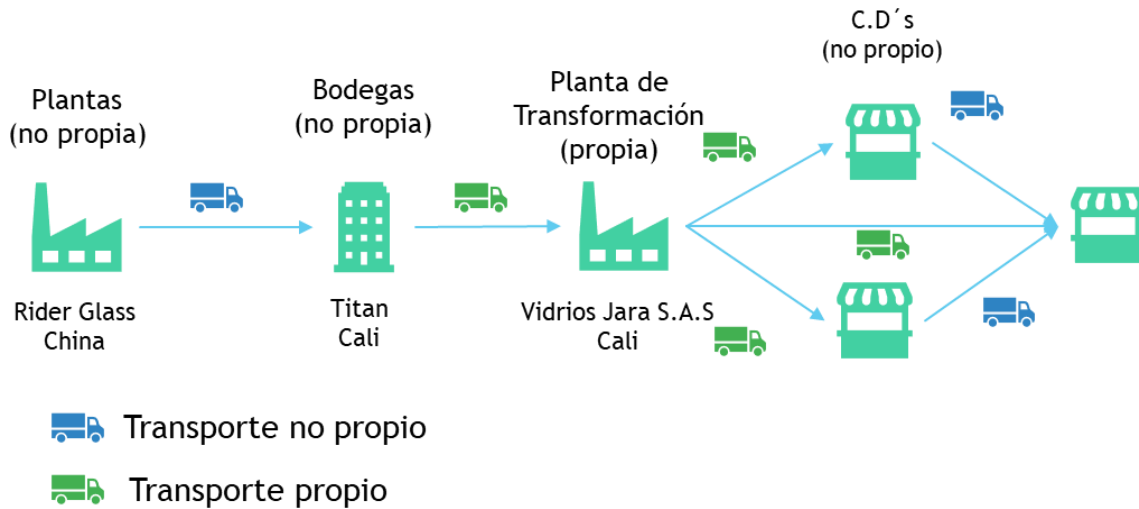 Plantas
(no propia)
Bodegas
(no propia)
Planta de
Transformación
(propia)
C.D´s
(no propio)
Rider Glass
China
Titan
Cali
Vidrios Jara S.A.S
Cali
Transporte no propio
Transporte propio